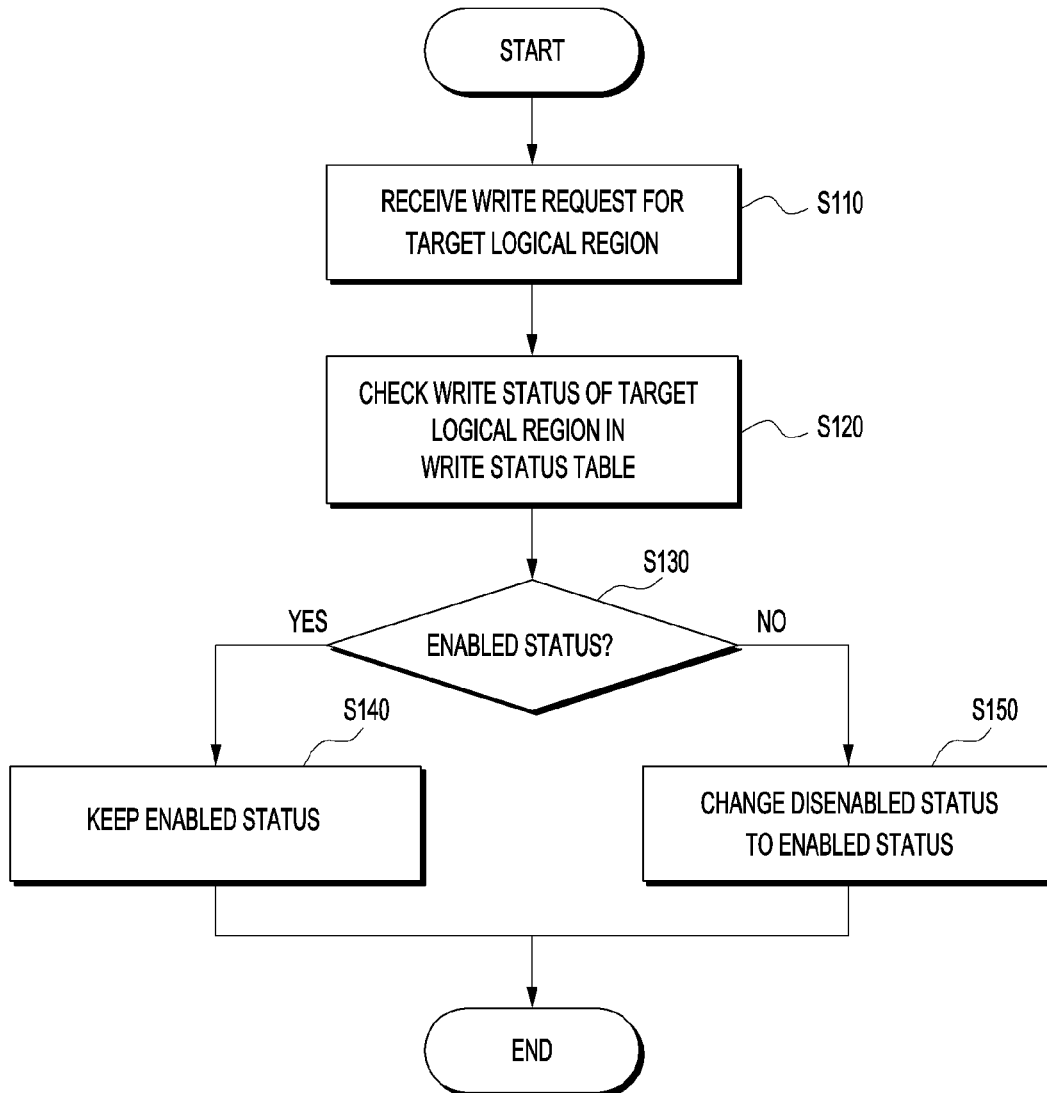 START
RECEIVE WRITE REQUEST FOR
TARGET LOGICAL REGION
S110
CHECK WRITE STATUS OF TARGET
LOGICAL REGION IN
WRITE STATUS TABLE
S120
S130
YES
ENABLED STATUS?
NO
S140
S150
KEEP ENABLED STATUS
CHANGE DISENABLED STATUS
TO ENABLED STATUS
END